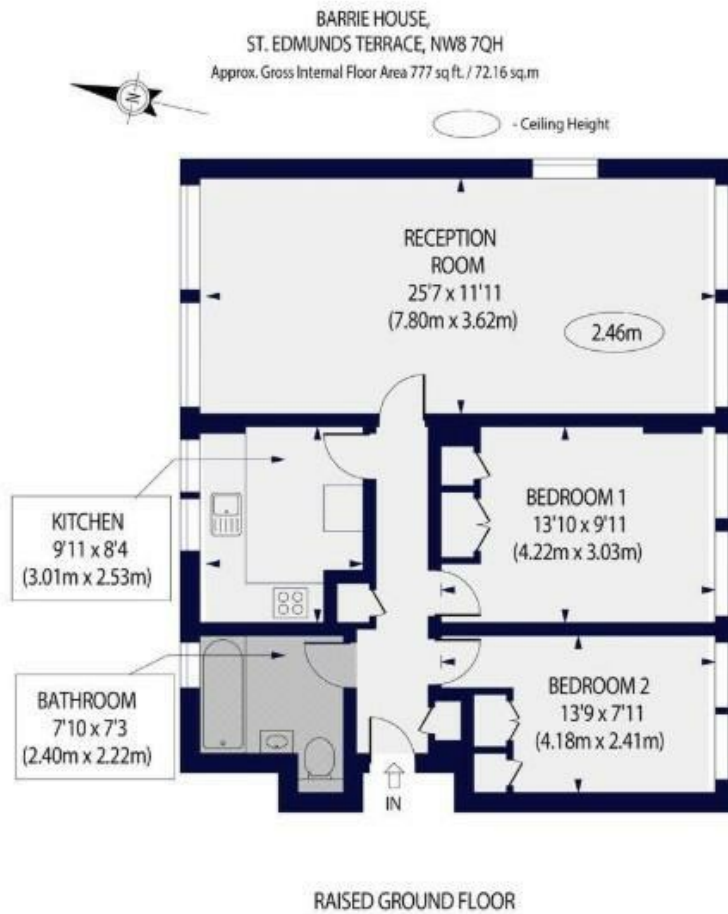 BARRIE HOUSE,
ST. EDMUNDS TERRACE, NW8 7QH
Approx. Gross Internal Floor Area 777 sq ft. / 72.16 sq.m
N
- Ceiling Height
RECEPTION
ROOM
25'7 x 11'11
(7.80m x 3.62m)
2.46m
KITCHEN
9'11 x 8'4
(3.01m x 2.53m)
BEDROOM 1
13'10 x 9'11
(4.22m x 3.03m)
BATHROOM
7'10 x 7'3
(2.40m x 2.22m)
BEDROOM 2
13'9 x 7'11
(4.18m x 2.41m)
IN
RAISED GROUND FLOOR